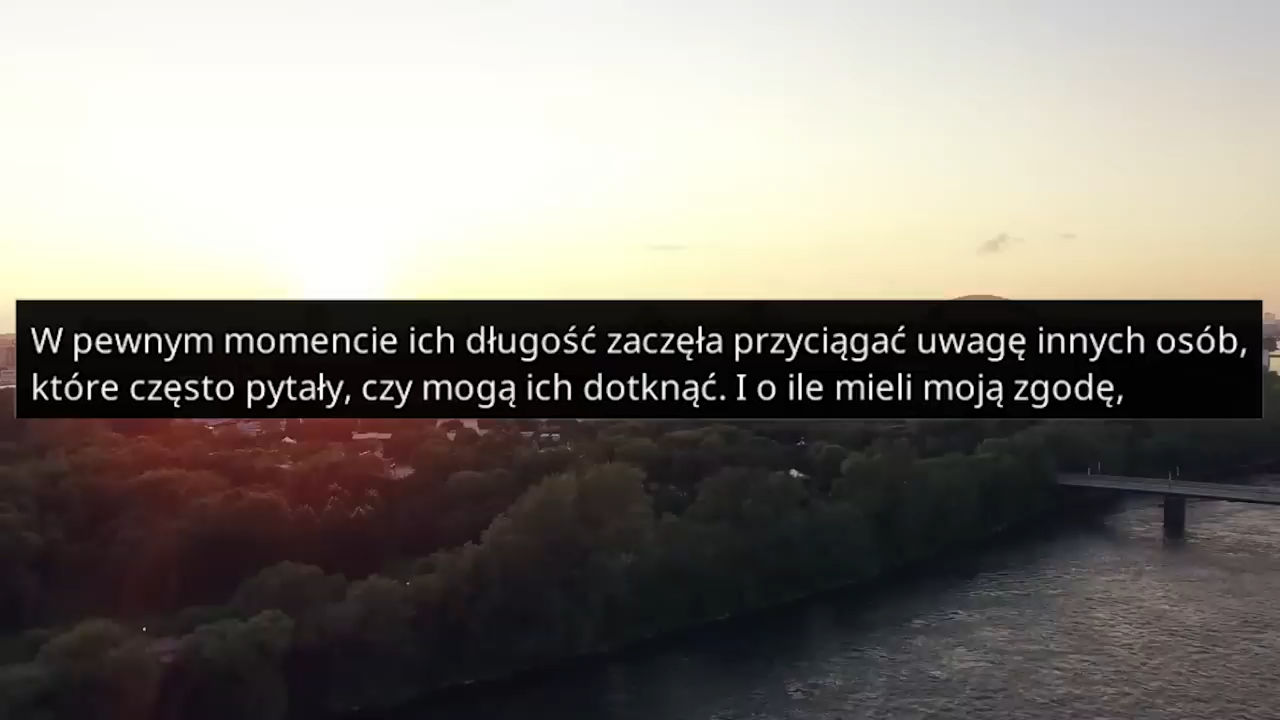 W pewnym momencie ich długość zaczęła przyciągać uwagę innych osób,
które często pytały, czy mogą ich dotknąć. I o ile mieli moją zgodę,